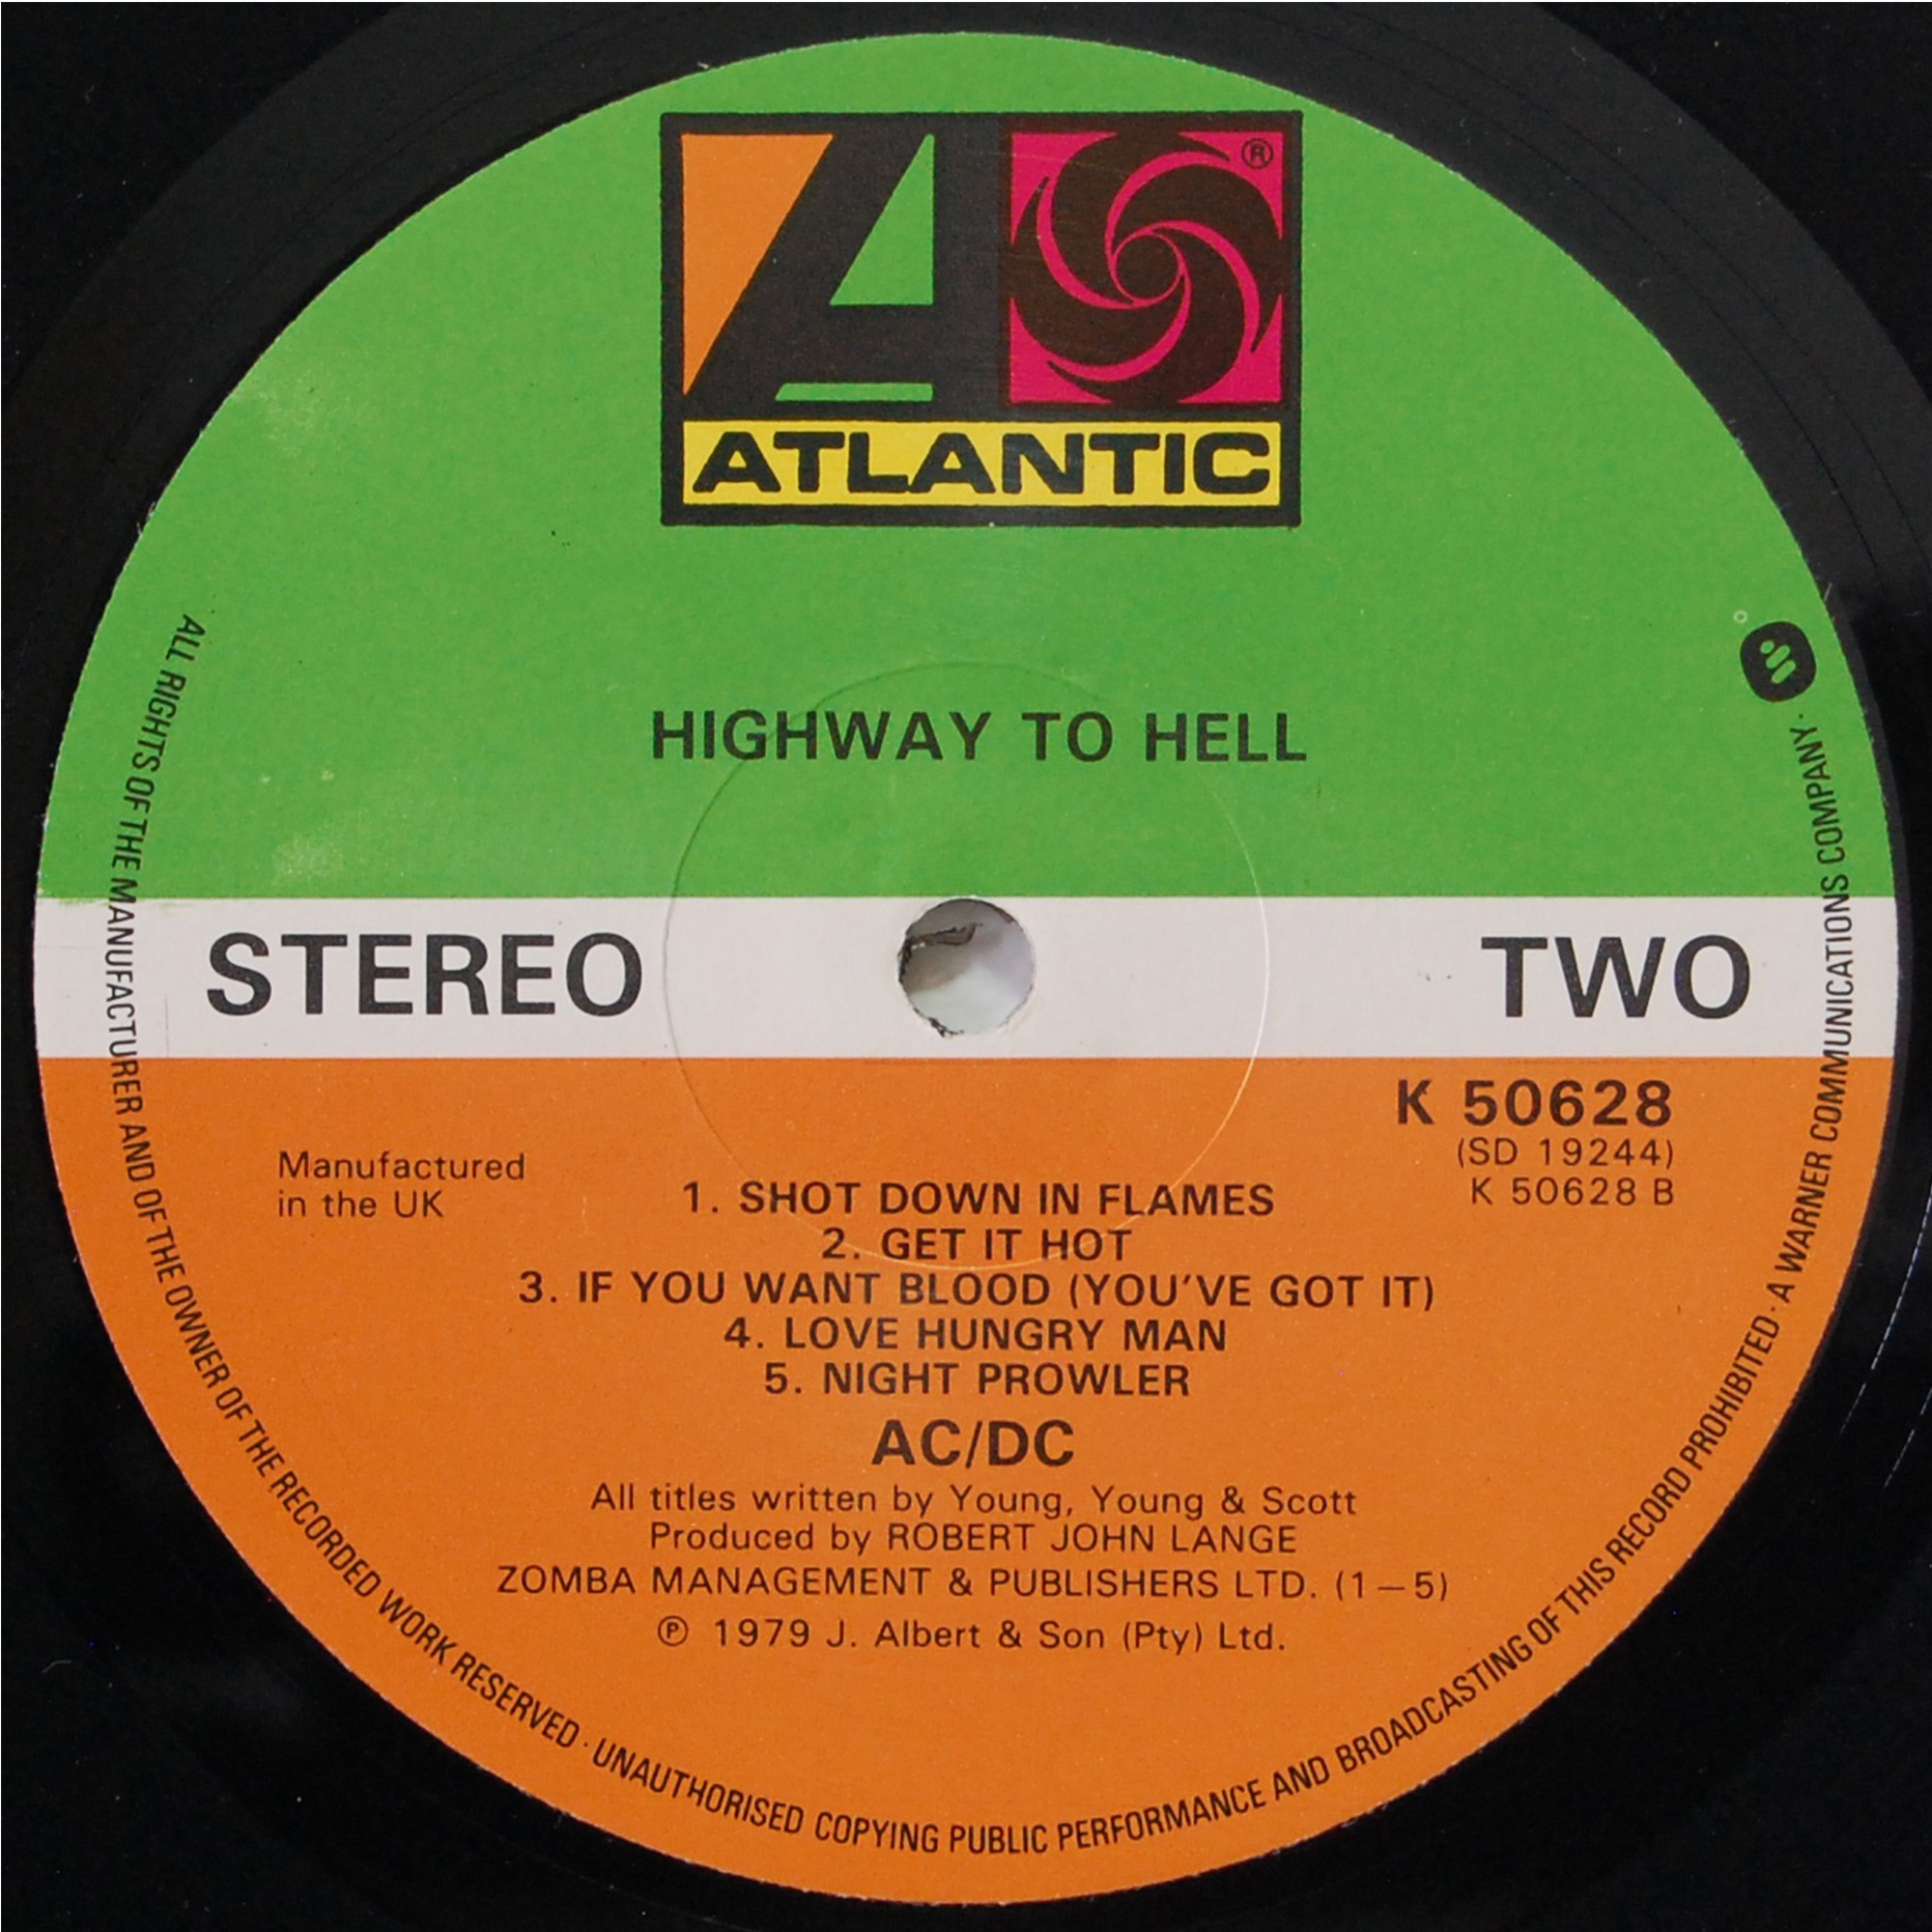 ®
ATLANTIC
HIGHWAY TO HELL
STEREO
TWO
K 50628
(SD 19244)
K 50628 B
Manufactured
in the UK
1. SHOT DOWN IN FLAMES
2. GET IT HOT
3. IF YOU WANT BLOOD (YOU'VE GOT IT)
4. LOVE HUNGRY MAN
5. NIGHT PROWLER
AC/DC
All titles written by Young, Young & Scott
Produced by ROBERT JOHN LANGE
ZOMBA MANAGEMENT & PUBLISHERS LTD. (1–5)
℗ 1979 J. Albert & Son (Pty) Ltd.
ALL RIGHTS OF THE MANUFACTURER AND OF THE OWNER OF THE RECORDED WORK RESERVED · UNAUTHORISED COPYING PUBLIC PERFORMANCE AND BROADCASTING OF THIS RECORD PROHIBITED · A WARNER COMMUNICATIONS COMPANY ·